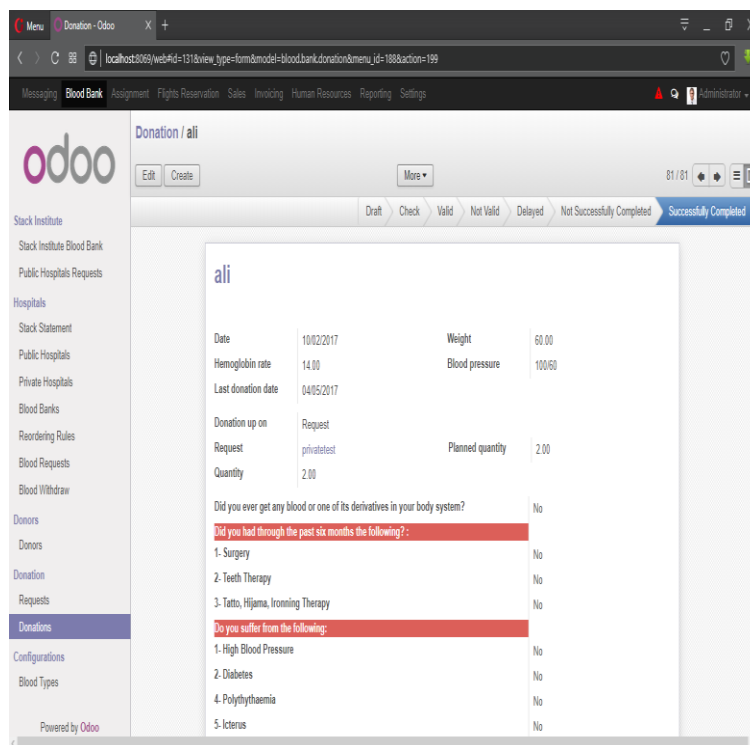 Menu Donation - Odoo X +
localhost:8069/web#id=131&view_type=form&model=blood.bank.donation&menu_id=188&action=199
Messaging Blood Bank Assignment Flights Reservation Sales Invoicing Human Resources Reporting Settings Administrator
odoo
Donation / ali
Edit Create More 81 / 81
Draft Check Valid Not Valid Delayed Not Successfully Completed Successfully Completed
Stack Institute
Stack Institute Blood Bank
Public Hospitals Requests
Hospitals
Stack Statement
Public Hospitals
Private Hospitals
Blood Banks
Reordering Rules
Blood Requests
Blood Withdraw
Donors
Donors
Donation
Requests
Donations
Configurations
Blood Types
Powered by Odoo
ali
Date 10/02/2017 Weight 60.00
Hemoglobin rate 14.00 Blood pressure 100/60
Last donation date 04/05/2017
Donation up on Request
Request privatetest Planned quantity 2.00
Quantity 2.00
Did you ever get any blood or one of its derivatives in your body system? No
Did you had through the past six months the following? :
1- Surgery No
2- Teeth Therapy No
3- Tatto, Hijama, Ironning Therapy No
Do you suffer from the following:
1- High Blood Pressure No
2- Diabetes No
4- Polythythaemia No
5- Icterus No